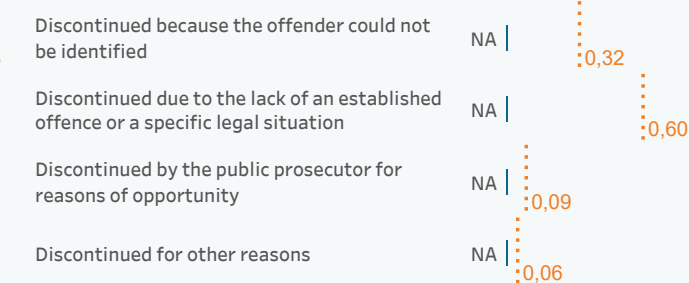 Discontinued because the offender could not
be identified
NA
0,32
Discontinued due to the lack of an established
offence or a specific legal situation
NA
0,60
Discontinued by the public prosecutor for
reasons of opportunity
NA
0,09
Discontinued for other reasons
NA
0,06